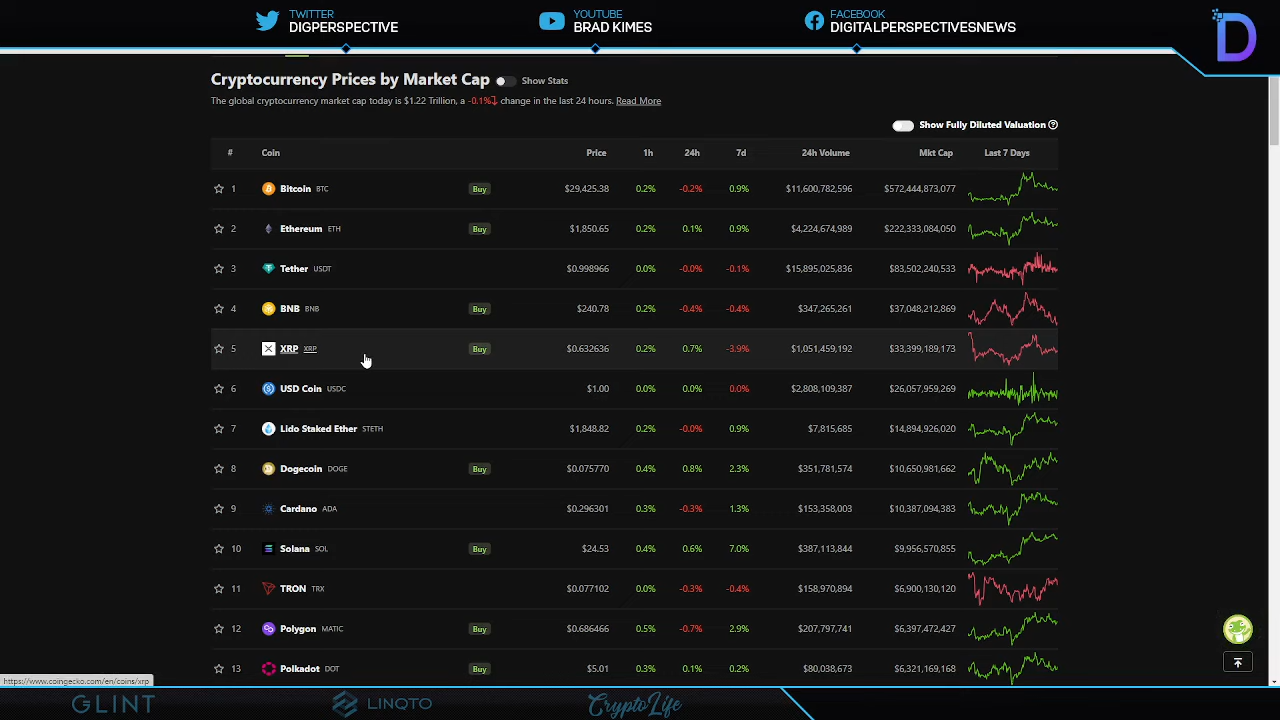 TWITTER
DIGPERSPECTIVE
YOUTUBE
BRAD KIMES
FACEBOOK
DIGITALPERSPECTIVESNEWS
Cryptocurrency Prices by Market Cap Show Stats
The global cryptocurrency market cap today is $1.22 Trillion, a -0.1% change in the last 24 hours. Read More
Show Fully Diluted Valuation
# Coin Price 1h 24h 7d 24h Volume Mkt Cap Last 7 Days
1 Bitcoin BTC Buy $29,425.38 0.2% -0.2% 0.9% $11,600,782,596 $572,444,873,077
2 Ethereum ETH Buy $1,850.65 0.2% 0.1% 0.9% $4,224,674,989 $222,333,084,050
3 Tether USDT $0.998966 0.0% -0.0% -0.1% $15,895,025,836 $83,502,240,533
4 BNB BNB Buy $240.78 0.2% -0.4% -0.4% $347,265,261 $37,048,212,869
5 XRP XRP Buy $0.632636 0.2% 0.7% -3.9% $1,051,459,192 $33,399,189,173
6 USD Coin USDC $1.00 0.0% 0.0% 0.0% $2,808,109,387 $26,057,959,269
7 Lido Staked Ether STETH $1,848.82 0.2% -0.0% 0.9% $7,815,685 $14,894,926,020
8 Dogecoin DOGE Buy $0.075770 0.4% 0.8% 2.3% $351,781,574 $10,650,981,662
9 Cardano ADA $0.296301 0.3% -0.3% 1.3% $153,358,003 $10,387,094,383
10 Solana SOL Buy $24.53 0.4% 0.6% 7.0% $387,113,844 $9,956,570,855
11 TRON TRX $0.077102 0.0% -0.3% -0.4% $158,970,894 $6,900,130,120
12 Polygon MATIC Buy $0.686466 0.5% -0.7% 2.9% $207,797,741 $6,397,472,427
13 Polkadot DOT Buy $5.01 0.3% 0.1% 0.2% $80,038,673 $6,321,169,168
https://www.coingecko.com/en/coins/xrp
GLINT LINQTO CryptoLife